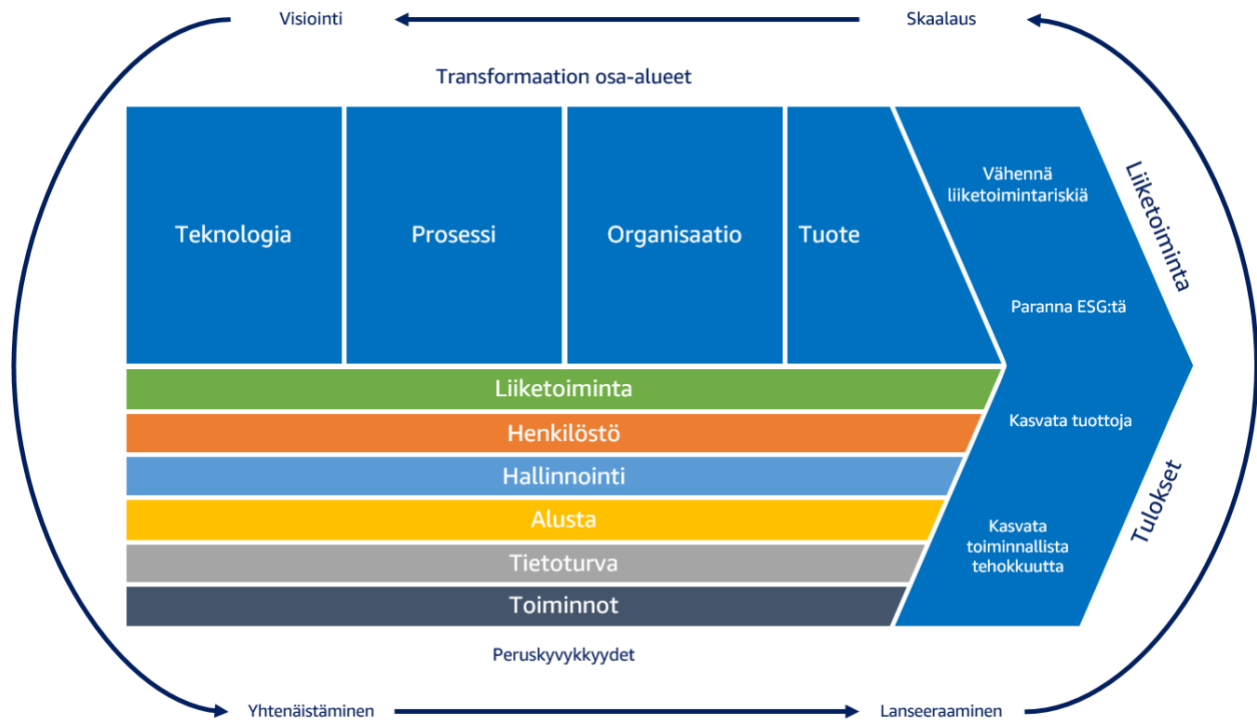 Visiointi
Skaalaus
Transformaation osa-alueet
Teknologia
Prosessi
Organisaatio
Tuote
Vähennä
liiketoimintariskiä
Paranna ESG:tä
Kasvata tuottoja
Kasvata
toiminnallista
tehokkuutta
Liiketoiminta
Tulokset
Liiketoiminta
Henkilöstö
Hallinnointi
Alusta
Tietoturva
Toiminnot
Peruskyvykkyydet
Yhtenäistäminen
Lanseeraaminen